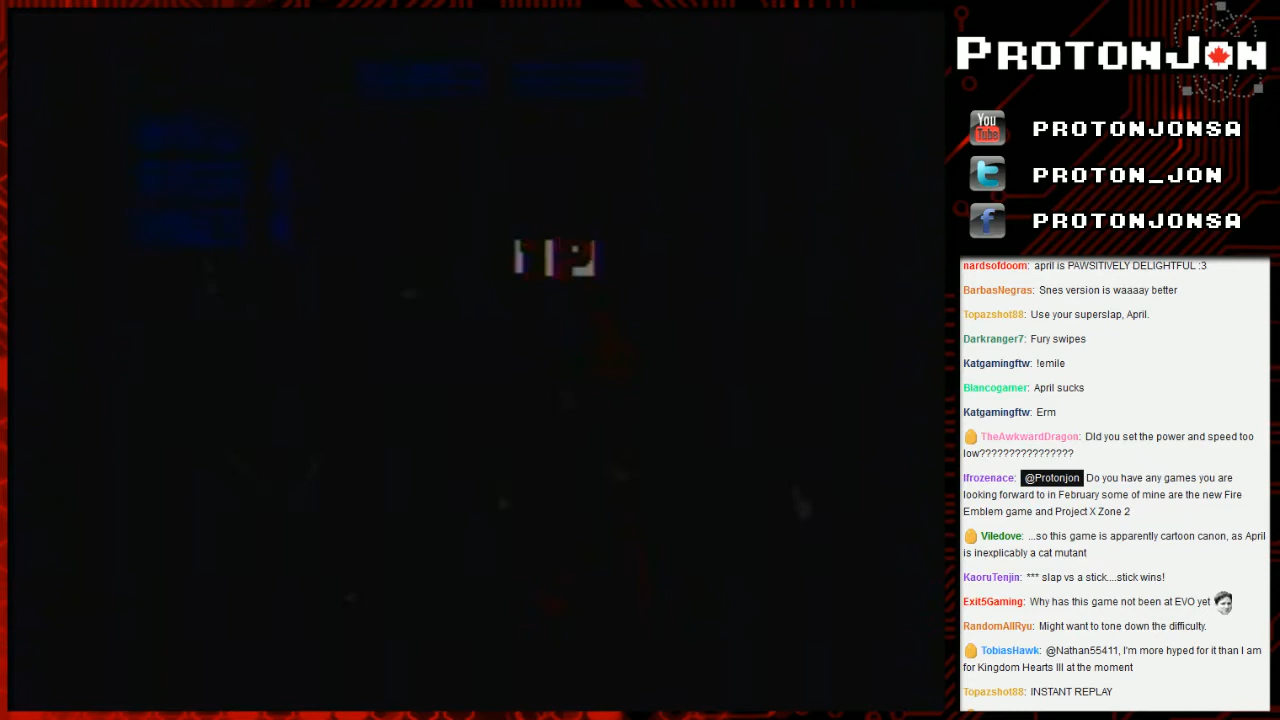 PROTONJON
You Tube PROTONJONSA
PROTON_JON
PROTONJONSA
nardsofdoom: april is PAWSITIVELY DELIGHTFUL :3
BarbasNegras: Snes version is waaaay better
Topazshot88: Use your superslap, April.
Darkranger7: Fury swipes
Katgamingftw: !emile
Blancogamer: April sucks
Katgamingftw: Erm
TheAwkwardDragon: DId you set the power and speed too
low???????????????
Ifrozenace: @Protonjon Do you have any games you are
looking forward to in February some of mine are the new Fire
Emblem game and Project X Zone 2
Viledove: ...so this game is apparently cartoon canon, as April
is inexplicably a cat mutant
KaoruTenjin: *** slap vs a stick....stick wins!
Exit5Gaming: Why has this game not been at EVO yet
RandomAllRyu: Might want to tone down the difficulty.
TobiasHawk: @Nathan55411, I'm more hyped for it than I am
for Kingdom Hearts III at the moment
Topazshot88: INSTANT REPLAY